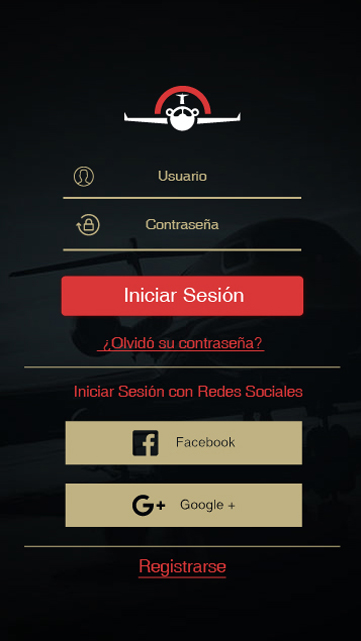 Usuario
Contraseña
Iniciar Sesión
¿Olvidó su contraseña?
Iniciar Sesión con Redes Sociales
Facebook
Google +
Registrarse